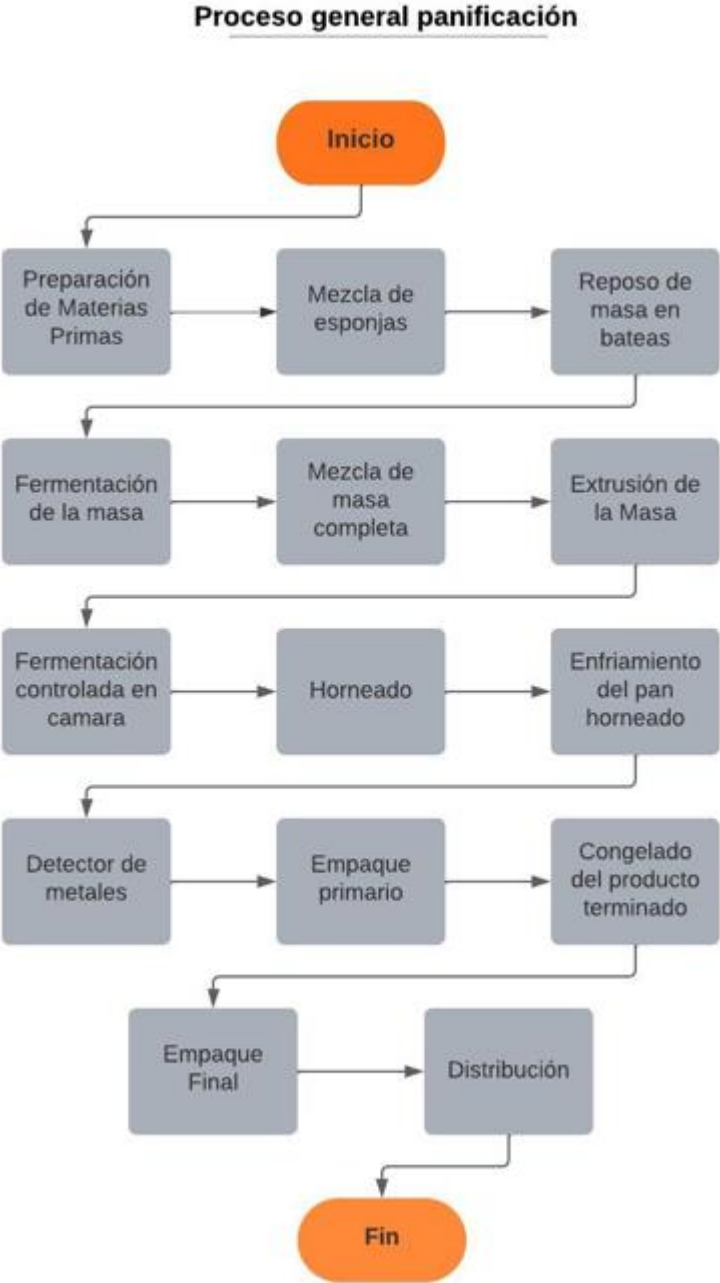 Proceso general panificación
Inicio
Preparación
de Materias
Primas
Mezcla de
esponjas
Reposo de
masa en
bateas
Fermentación
de la masa
Mezcla de
masa
completa
Extrusión de
la Masa
Fermentación
controlada en
camara
Horneado
Enfriamiento
del pan
horneado
Detector de
metales
Empaque
primario
Congelado
del producto
terminado
Empaque
Final
Distribución
Fin